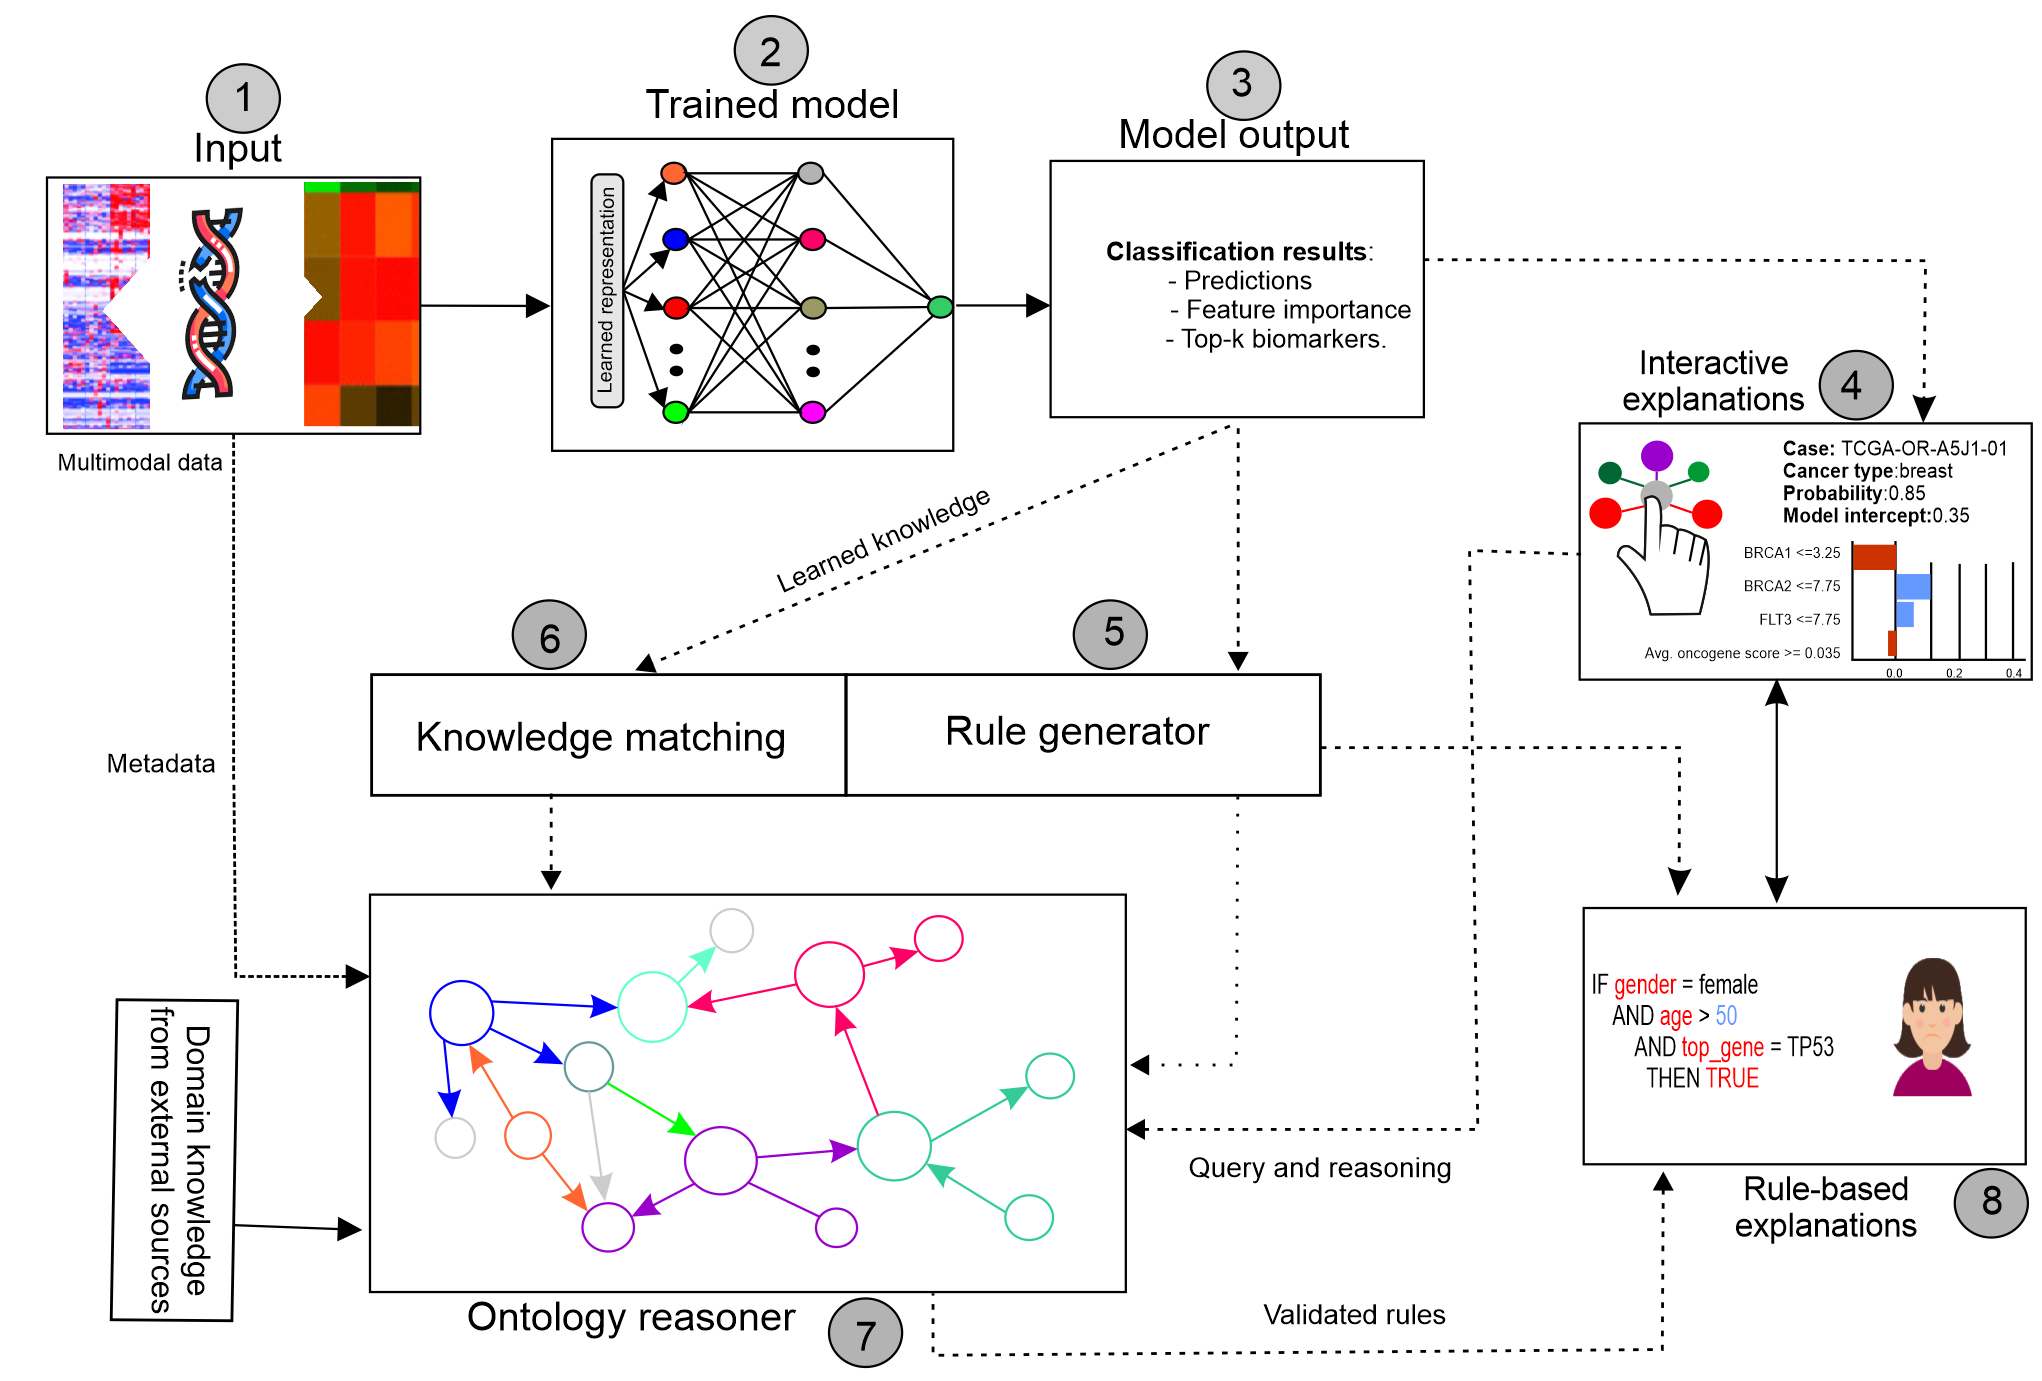 1
Input
Multimodal data
2
Trained model
Learned representation
3
Model output
Classification results:
- Predictions
- Feature importance
- Top-k biomarkers.
Interactive
explanations
4
Case: TCGA-OR-A5J1-01
Cancer type:breast
Probability:0.85
Model intercept:0.35
BRCA1 <=3.25
BRCA2 <=7.75
FLT3 <=7.75
Avg. oncogene score >= 0.035
0.0 0.2 0.4
Learned knowledge
6
5
Knowledge matching
Rule generator
Metadata
Domain knowledge
from external sources
Ontology reasoner
7
Query and reasoning
Validated rules
IF gender = female
AND age > 50
AND top_gene = TP53
THEN TRUE
Rule-based
explanations
8